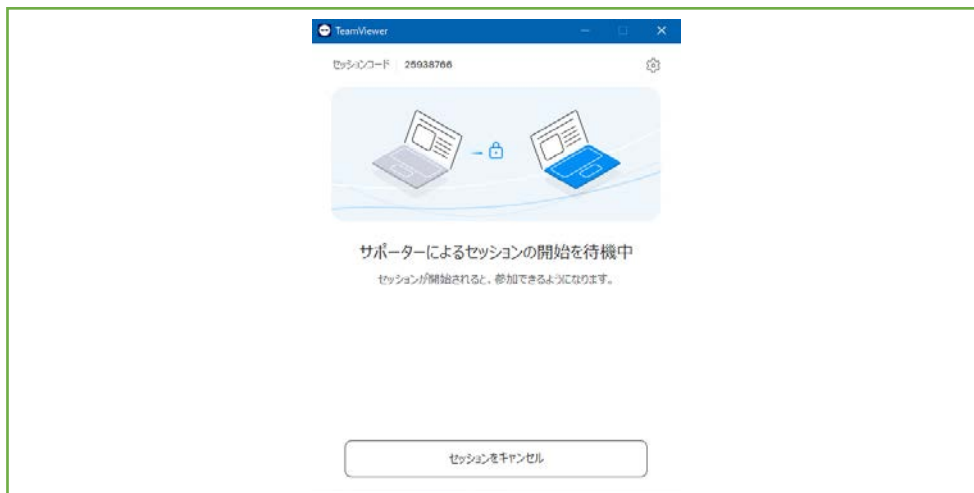 TeamViewer
セッションコード 25938766
サポーターによるセッションの開始を待機中
セッションが開始されると、参加できるようになります。
セッションをキャンセル